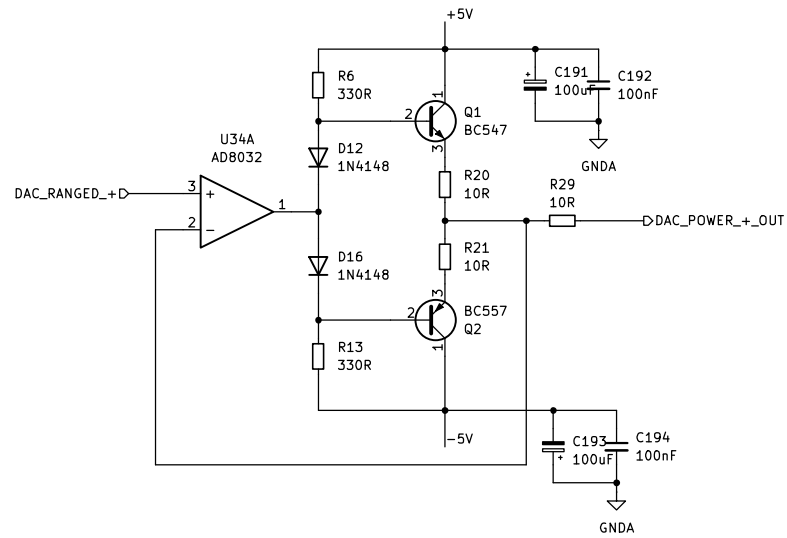 +5V
R6
330R
C191
100uF
C192
100nF
+
1
2
Q1
BC547
3
GNDA
U34A
AD8032
D12
1N4148
DAC_RANGED_+
3
+
2
−
1
R20
10R
R29
10R
DAC_POWER_+_OUT
D16
1N4148
R21
10R
3
2
BC557
Q2
1
R13
330R
−5V
C193
100uF
+
C194
100nF
GNDA